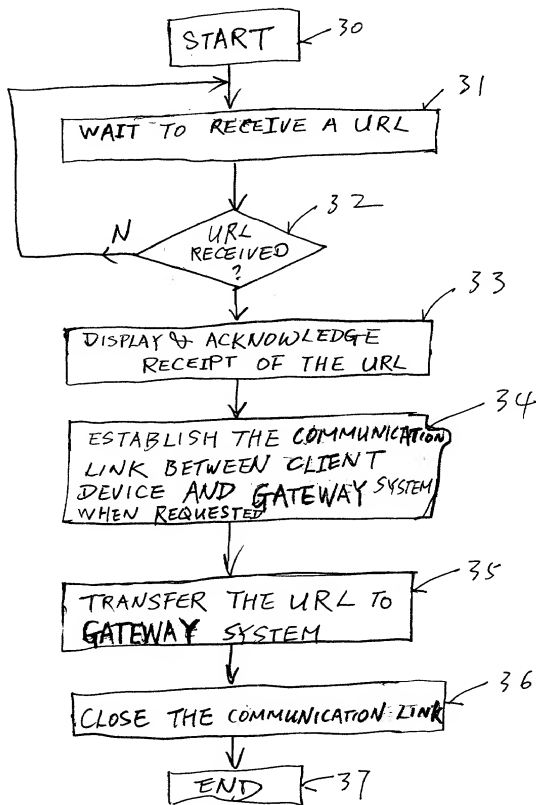 START
30
31
WAIT TO RECEIVE A URL
32
N
URL
RECEIVED
?
33
DISPLAY & ACKNOWLEDGE
RECEIPT OF THE URL
34
ESTABLISH THE COMMUNICATION
LINK BETWEEN CLIENT
DEVICE AND GATEWAY SYSTEM
WHEN REQUESTED
35
TRANSFER THE URL TO
GATEWAY SYSTEM
36
CLOSE THE COMMUNICATION LINK
END
37